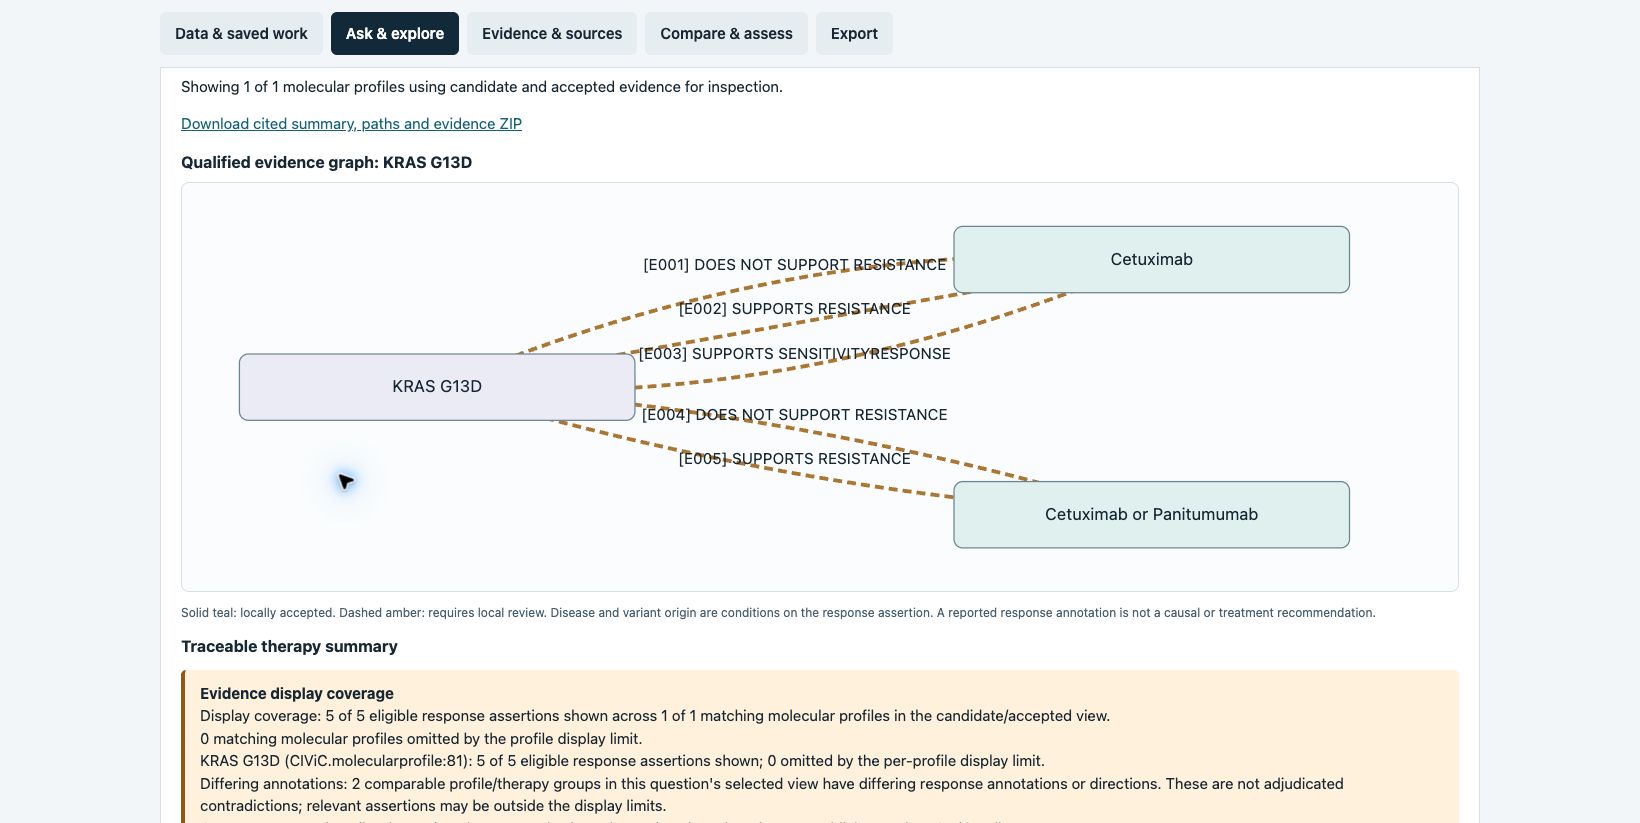 Data & saved work
Ask & explore
Evidence & sources
Compare & assess
Export
Showing 1 of 1 molecular profiles using candidate and accepted evidence for inspection.
Download cited summary, paths and evidence ZIP
Qualified evidence graph: KRAS G13D
Cetuximab
[E001] DOES NOT SUPPORT RESISTANCE
[E002] SUPPORTS RESISTANCE
[E003] SUPPORTS SENSITIVITYRESPONSE
KRAS G13D
[E004] DOES NOT SUPPORT RESISTANCE
[E005] SUPPORTS RESISTANCE
Cetuximab or Panitumumab
Solid teal: locally accepted. Dashed amber: requires local review. Disease and variant origin are conditions on the response assertion. A reported response annotation is not a causal or treatment recommendation.
Traceable therapy summary
Evidence display coverage
Display coverage: 5 of 5 eligible response assertions shown across 1 of 1 matching molecular profiles in the candidate/accepted view.
0 matching molecular profiles omitted by the profile display limit.
KRAS G13D (CIViC.molecularprofile:81): 5 of 5 eligible response assertions shown; 0 omitted by the per-profile display limit.
Differing annotations: 2 comparable profile/therapy groups in this question's selected view have differing response annotations or directions. These are not adjudicated
contradictions; relevant assertions may be outside the display limits.